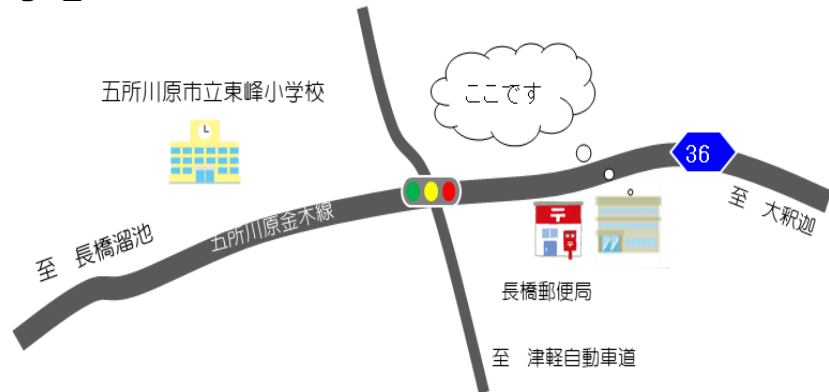 五所川原市立東峰小学校
ここです
36
至 大釈迦
五所川原金木線
至 長橋溜池
長橋郵便局
至 津軽自動車道